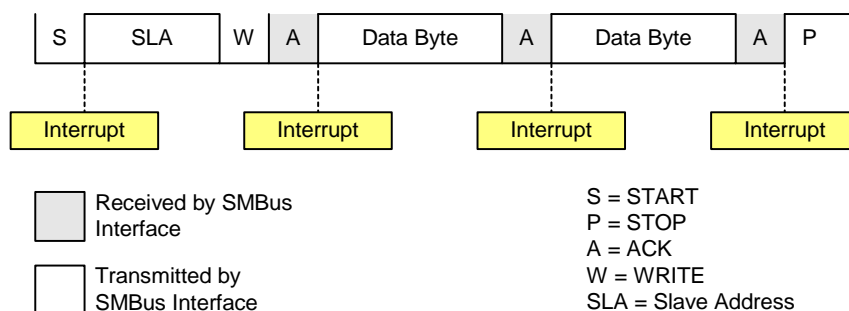 S SLA W A Data Byte A Data Byte A P
Interrupt Interrupt Interrupt Interrupt
Received by SMBus
Interface
Transmitted by
SMBus Interface
S = START
P = STOP
A = ACK
W = WRITE
SLA = Slave Address